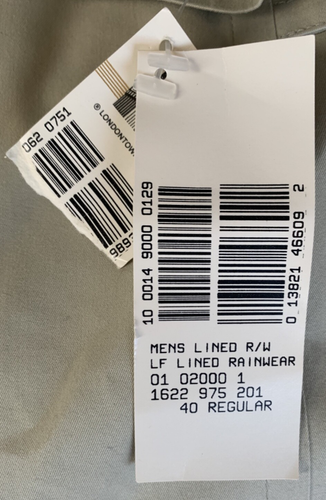 062 0751
© LONDONTOW
10 0014 9000 0129
0 13821 46609 2
MENS LINED R/W
LF LINED RAINWEAR
01 02000 1
1622 975 201
40 REGULAR